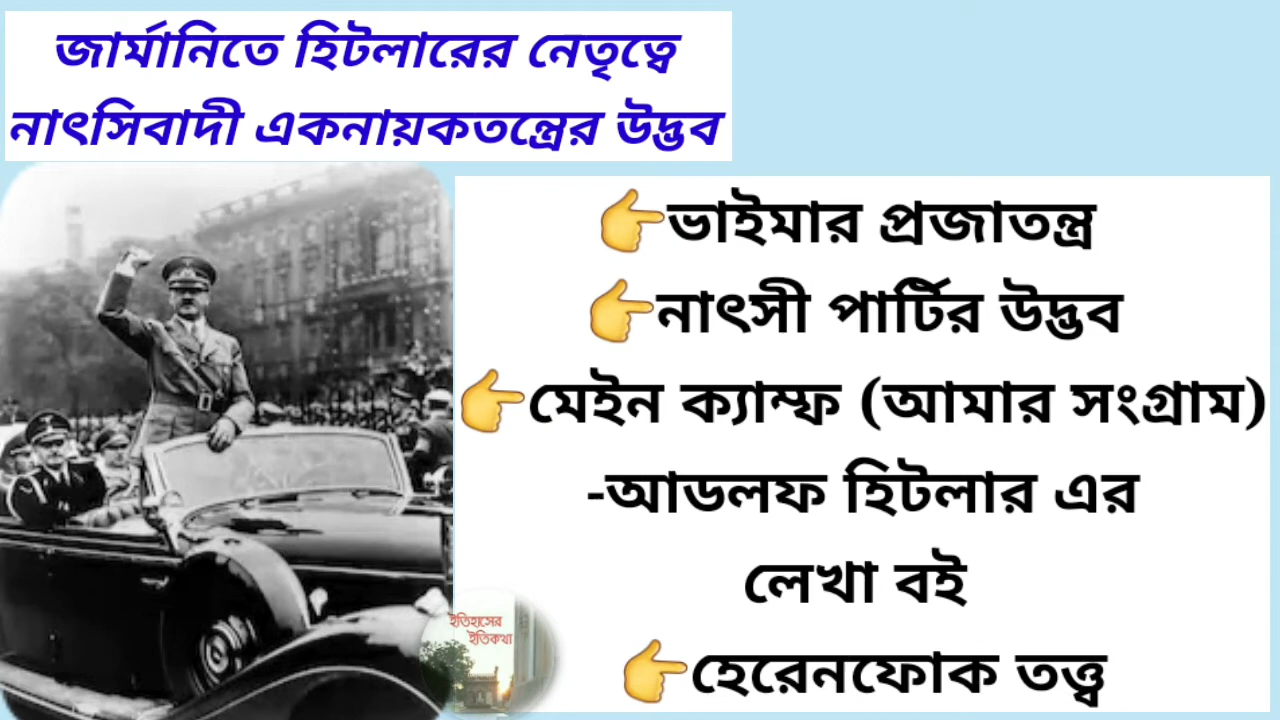 জার্মানিতে হিটলারের নেতৃত্বে
নাৎসিবাদী একনায়কতন্ত্রের উদ্ভব
👉ভাইমার প্রজাতন্ত্র
👉নাৎসী পার্টির উদ্ভব
👉মেইন ক্যাম্ফ (আমার সংগ্রাম)
-আডলফ হিটলার এর
লেখা বই
👉হেরেনফোক তত্ত্ব
ইতিহাসের
ইতিকথা